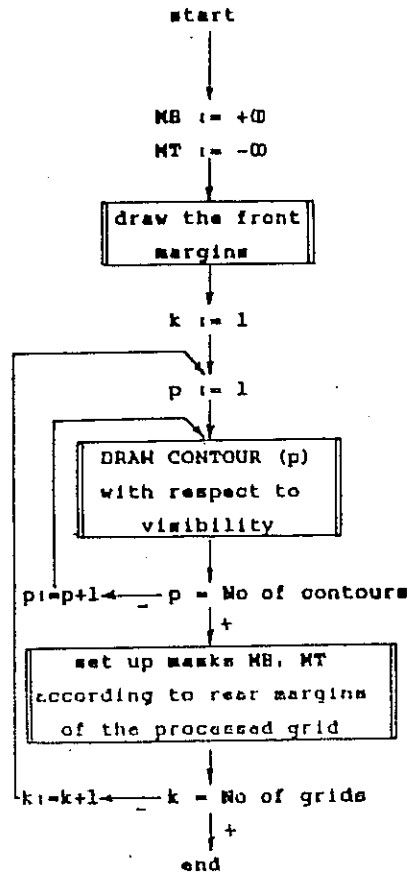 start
MB := +∞
MT := -∞
draw the front
margins
k := 1
p := 1
DRAW CONTOUR (p)
with respect to
visibility
p:=p+1 - p = No of contours
+
set up masks MB, MT
according to rear margins
of the processed grid
k:=k+1 - k = No of grids
+
end